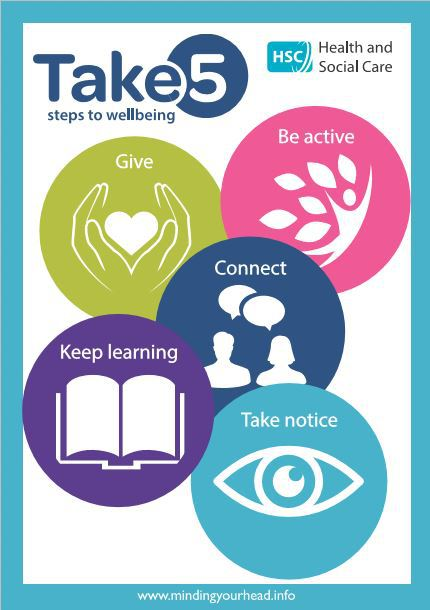 Take5
steps to wellbeing
HSC
Health and
Social Care
Be active
Give
Connect
Keep learning
Take notice
www.mindingyourhead.info